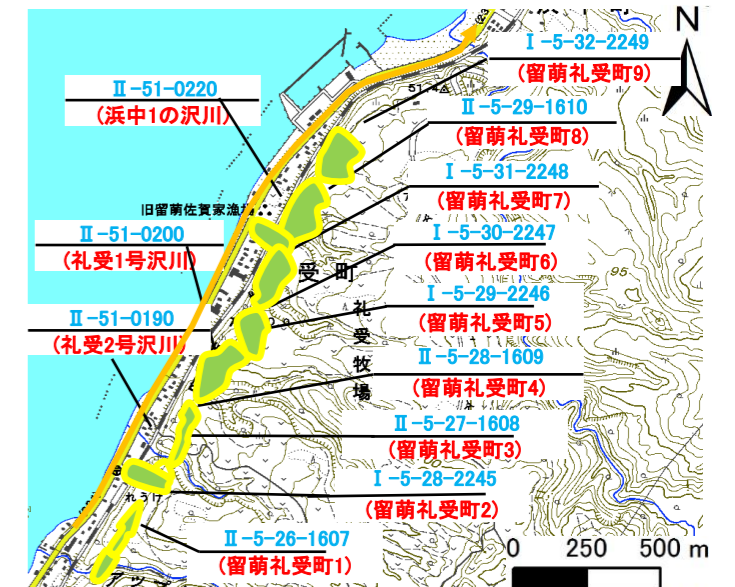 N
Ⅰ-5-32-2249
(留萌礼受町9)
51.4
Ⅱ-51-0220
(浜中1の沢川)
Ⅱ-5-29-1610
(留萌礼受町8)
Ⅰ-5-31-2248
(留萌礼受町7)
旧留萌佐賀家漁場
Ⅱ-51-0200
(礼受1号沢川)
Ⅰ-5-30-2247
(留萌礼受町6)
受町
95
Ⅰ-5-29-2246
(留萌礼受町5)
礼受牧場
Ⅱ-51-0190
(礼受2号沢川)
Ⅱ-5-28-1609
(留萌礼受町4)
Ⅱ-5-27-1608
(留萌礼受町3)
Ⅰ-5-28-2245
(留萌礼受町2)
れうけ
Ⅱ-5-26-1607
(留萌礼受町1)
0 250 500 m